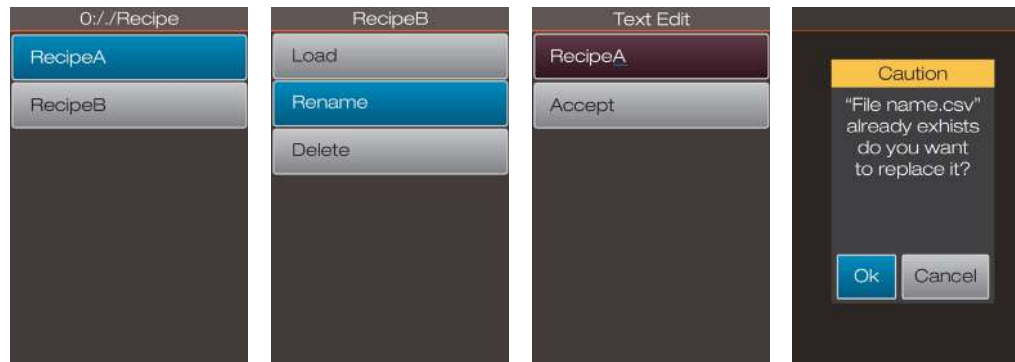 0:/./Recipe
RecipeA
RecipeB
RecipeB
Load
Rename
Delete
Text Edit
RecipeA
Accept
Caution
“File name.csv”
already exhists
do you want
to replace it?
Ok
Cancel